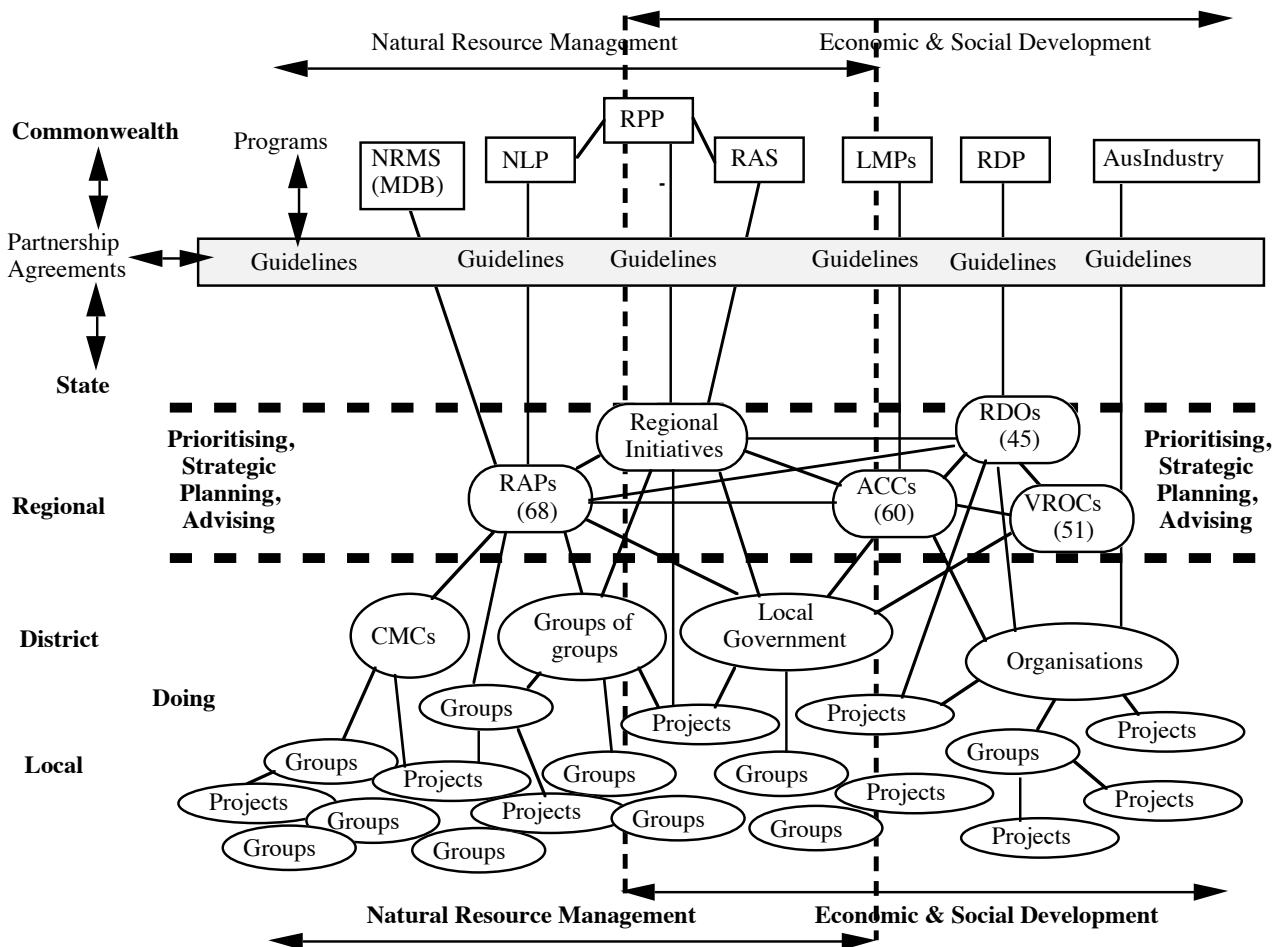 Natural Resource Management
Economic & Social Development
Commonwealth
Programs
RPP
NRMS
(MDB)
NLP
RAS
LMPs
RDP
AusIndustry
Partnership
Agreements
Guidelines
Guidelines
Guidelines
Guidelines
Guidelines
Guidelines
State
Prioritising,
Strategic
Planning,
Advising
Regional
Initiatives
RDOs
(45)
Prioritising,
Strategic
Planning,
Advising
Regional
RAPs
(68)
ACCs
(60)
VROCs
(51)
District
CMCs
Groups of
groups
Local
Government
Organisations
Doing
Groups
Projects
Projects
Projects
Local
Groups
Projects
Groups
Groups
Groups
Projects
Projects
Groups
Projects
Groups
Projects
Projects
Groups
Groups
Groups
Groups
Projects
Natural Resource Management
Economic & Social Development